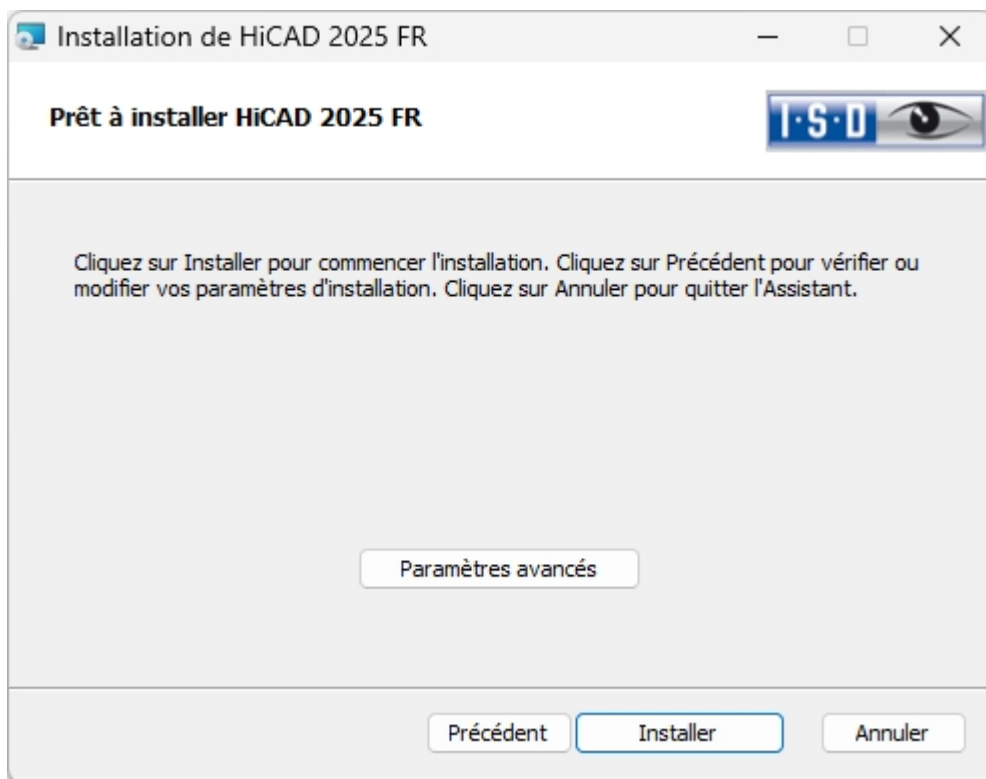 Installation de HiCAD 2025 FR
Prêt à installer HiCAD 2025 FR
I·S·D
Cliquez sur Installer pour commencer l'installation. Cliquez sur Précédent pour vérifier ou
modifier vos paramètres d'installation. Cliquez sur Annuler pour quitter l'Assistant.
Paramètres avancés
Précédent
Installer
Annuler